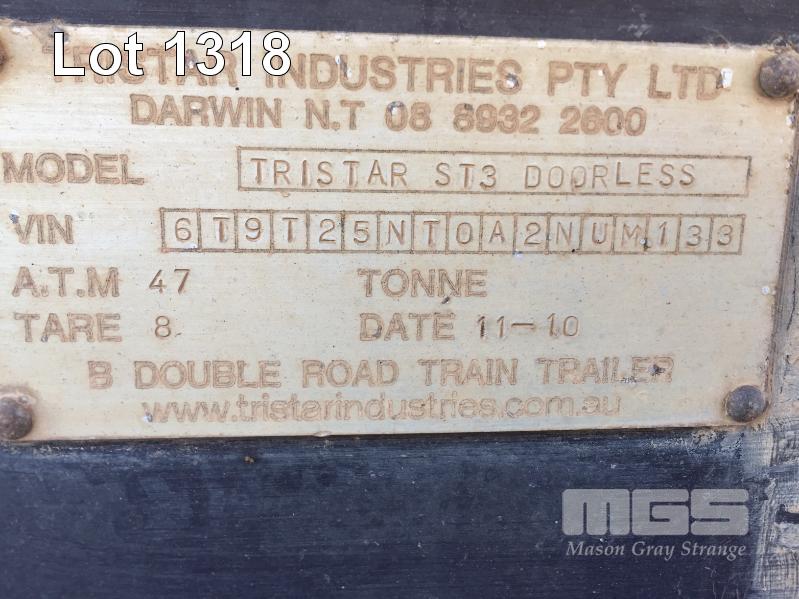 Lot 1318
TRISTAR INDUSTRIES PTY LTD
DARWIN N.T 08 8932 2600
MODEL TRISTAR ST3 DOORLESS
VIN 6T9T25NT0A2NUM133
A.T.M 47 TONNE
TARE 8 DATE 11-10
B DOUBLE ROAD TRAIN TRAILER
www.tristarindustries.com.au
MGS
Mason Gray Strange